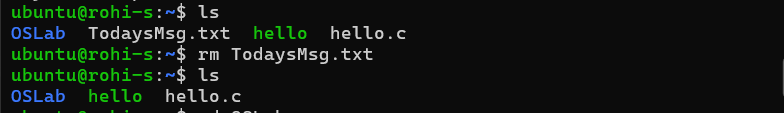 ubuntu@rohi-s:~$ ls
OSLab  TodaysMsg.txt  hello  hello.c
ubuntu@rohi-s:~$ rm TodaysMsg.txt
ubuntu@rohi-s:~$ ls
OSLab  hello  hello.c